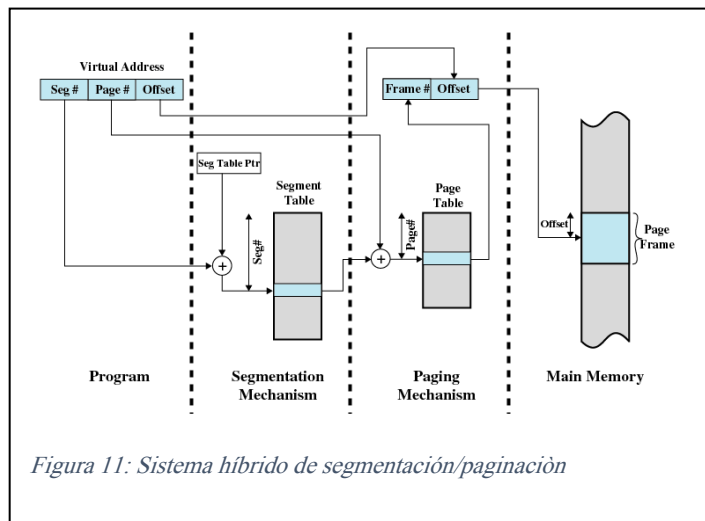 Virtual Address
Seg # Page # Offset
Frame # Offset
Seg Table Ptr
Segment
Table
Seg#
+
Page
Table
Page#
+
Offset
Page
Frame
Program
Segmentation
Mechanism
Paging
Mechanism
Main Memory
Figura 11: Sistema híbrido de segmentación/paginaciòn